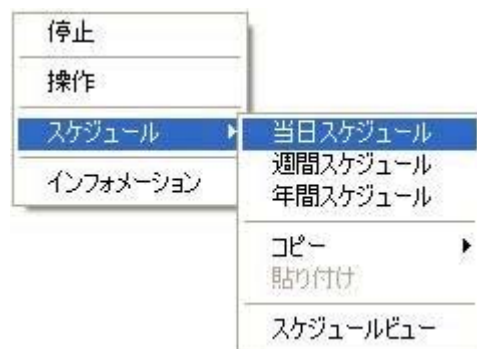 停止
操作
スケジュール
インフォメーション
当日スケジュール
週間スケジュール
年間スケジュール
コピー
貼り付け
スケジュールビュー